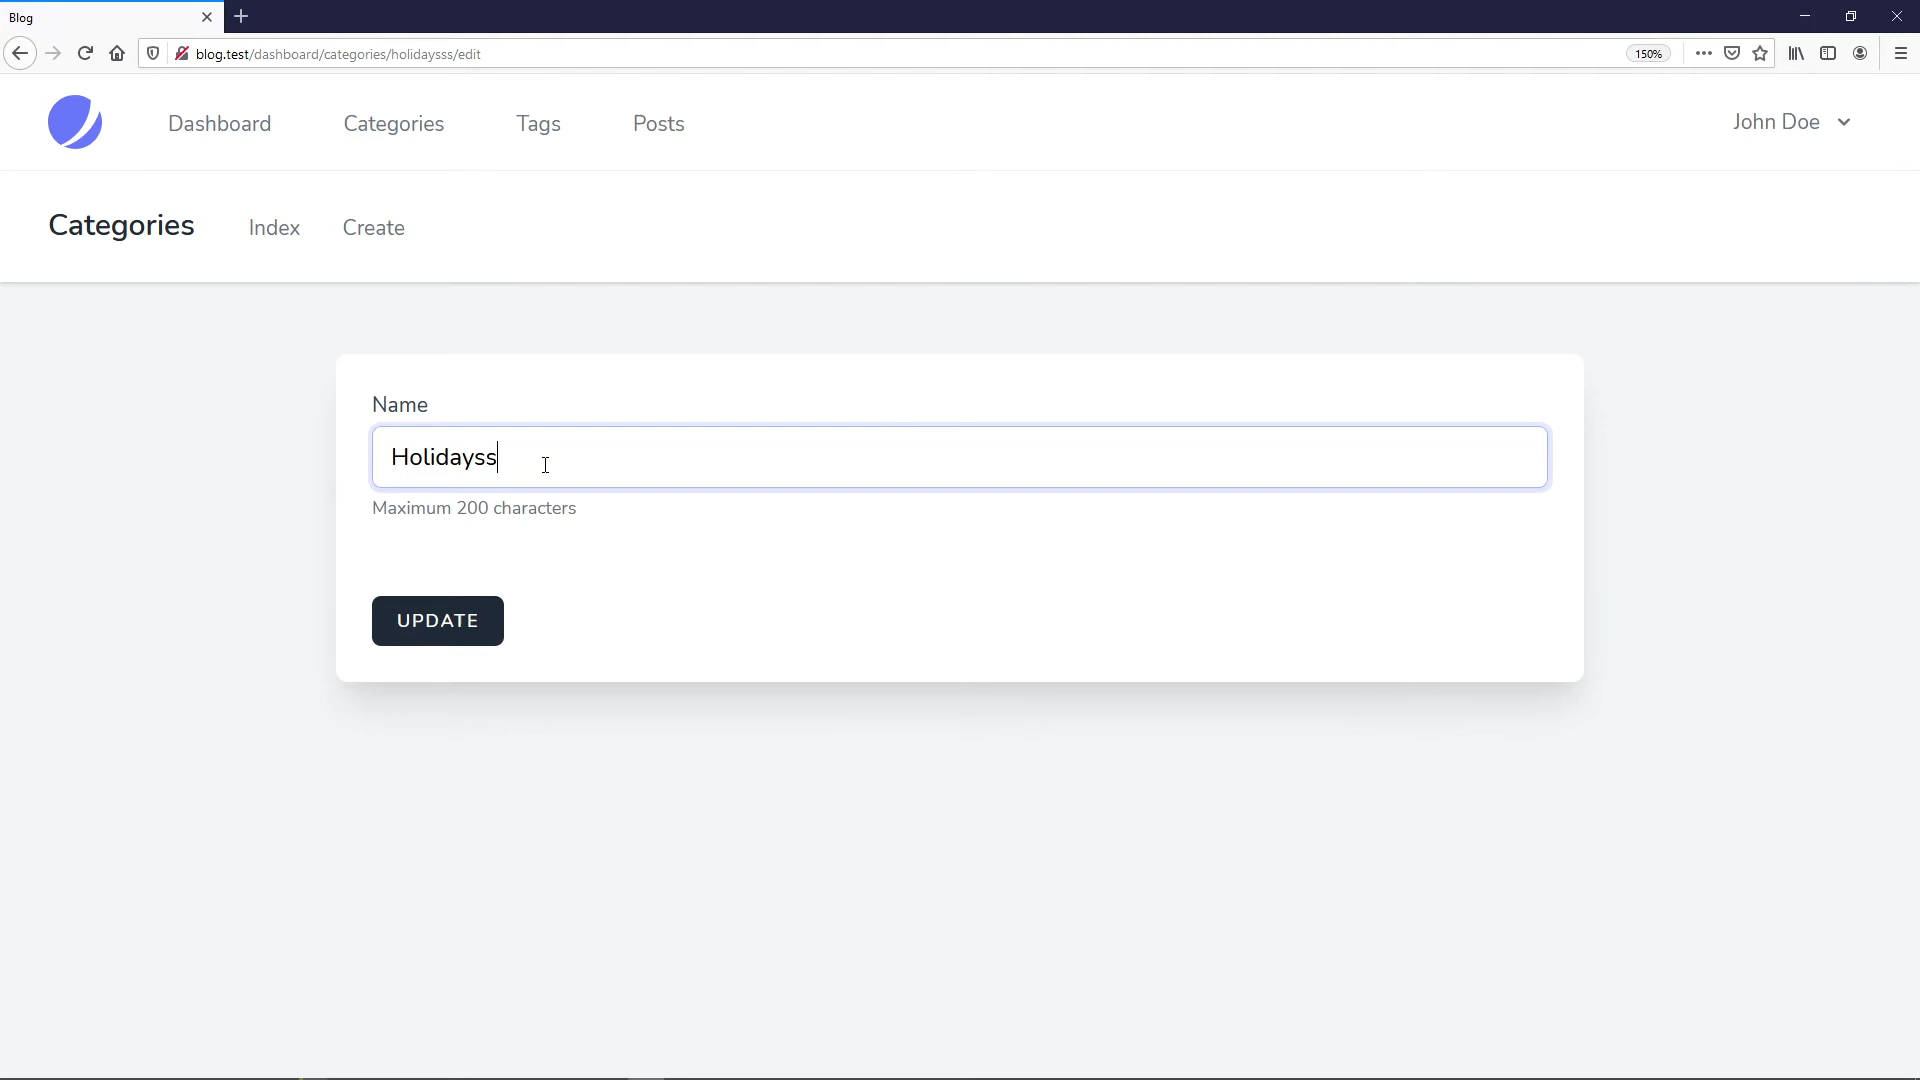 Blog
blog.test/dashboard/categories/holidaysss/edit
150%
Dashboard Categories Tags Posts
John Doe
Categories Index Create
Name
Holidayss
Maximum 200 characters
UPDATE